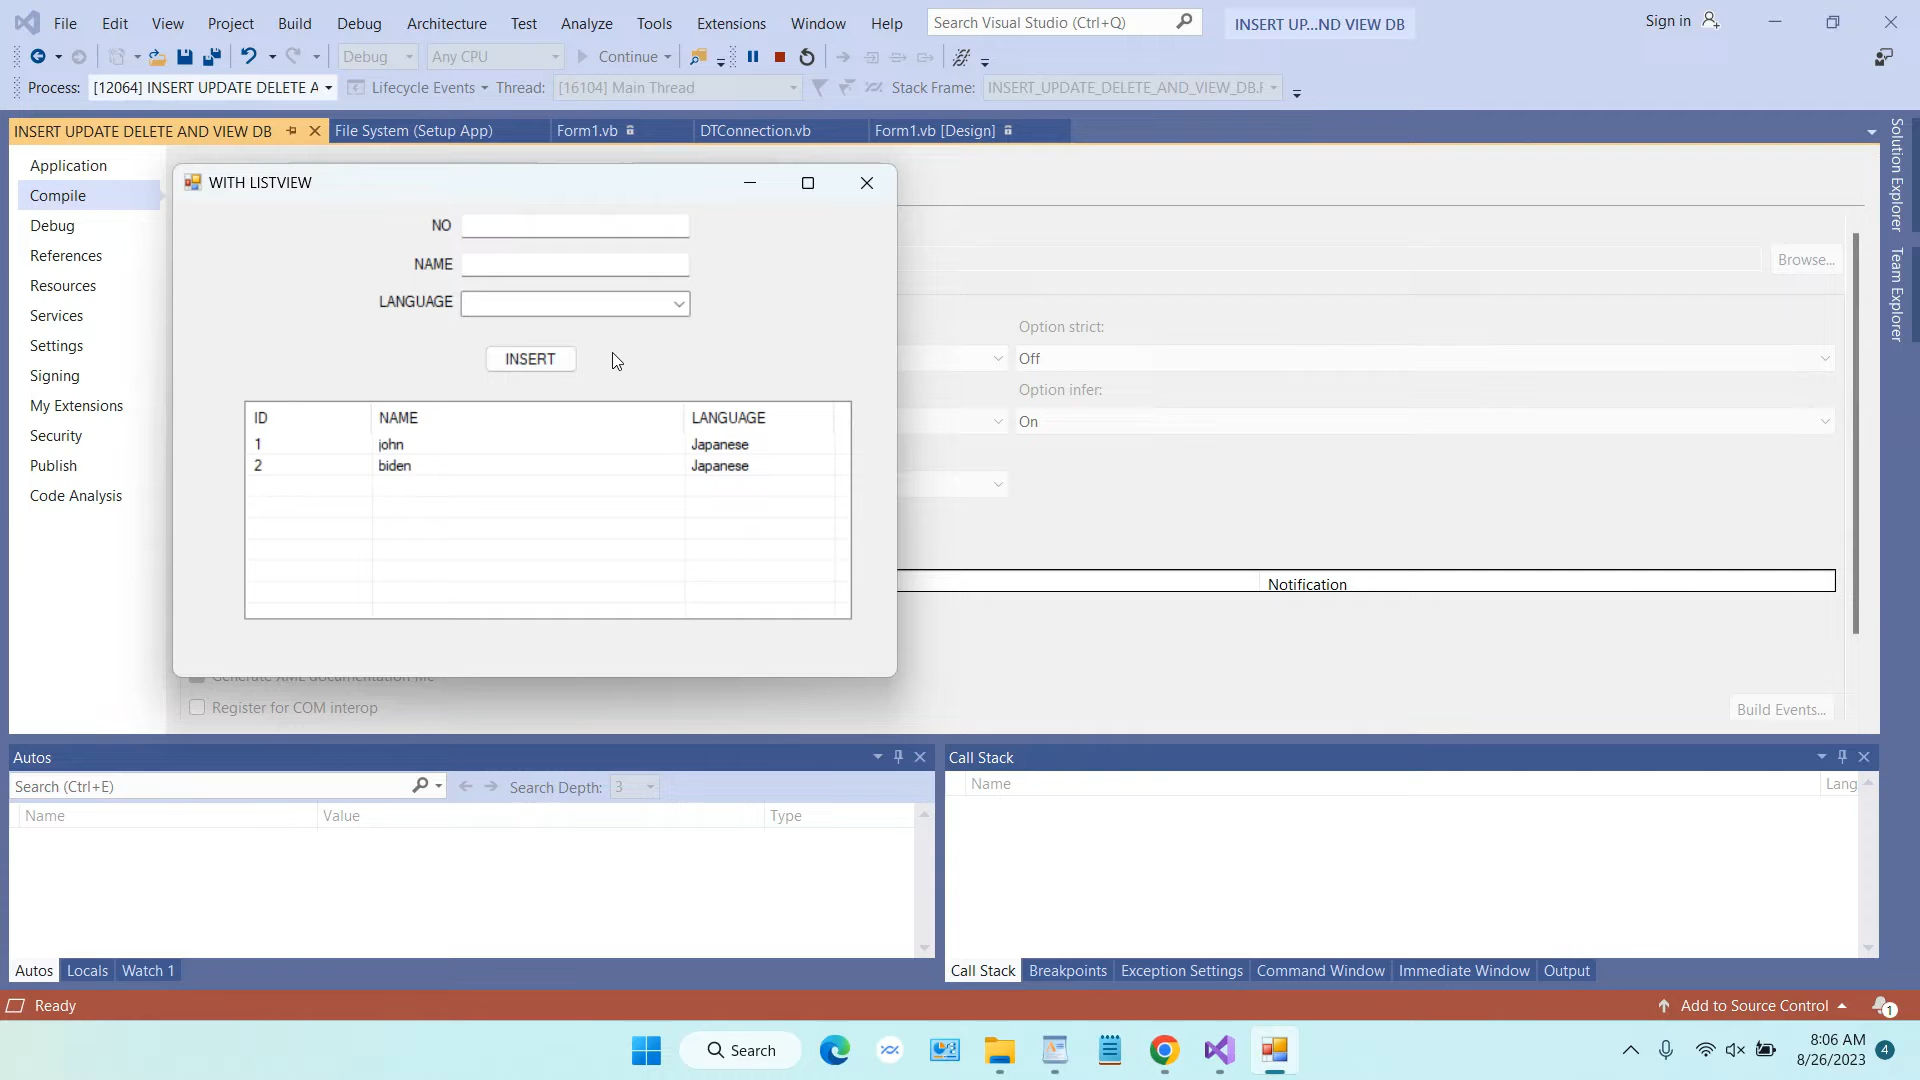 File Edit View Project Build Debug Architecture Test Analyze Tools Extensions Window Help Search Visual Studio (Ctrl+Q) INSERT UP...ND VIEW DB Sign in
Debug Any CPU Continue
Process: [12064] INSERT UPDATE DELETE A Lifecycle Events Thread: [16104] Main Thread Stack Frame: INSERT_UPDATE_DELETE_AND_VIEW_DB.F
INSERT UPDATE DELETE AND VIEW DB File System (Setup App) Form1.vb DTConnection.vb Form1.vb [Design]
Solution Explorer
Team Explorer
Application
Compile
Debug
References
Resources
Services
Settings
Signing
My Extensions
Security
Publish
Code Analysis
WITH LISTVIEW
NO
NAME
LANGUAGE
INSERT
ID NAME LANGUAGE
1 john Japanese
2 biden Japanese
Browse...
Option strict:
Off
Option infer:
On
Notification
Generate XML documentation file
Register for COM interop
Build Events...
Autos
Search (Ctrl+E) Search Depth: 3
Name Value Type
Autos Locals Watch 1
Call Stack
Name Lang
Call Stack Breakpoints Exception Settings Command Window Immediate Window Output
Ready Add to Source Control 1
Search
8:06 AM
8/26/2023
4